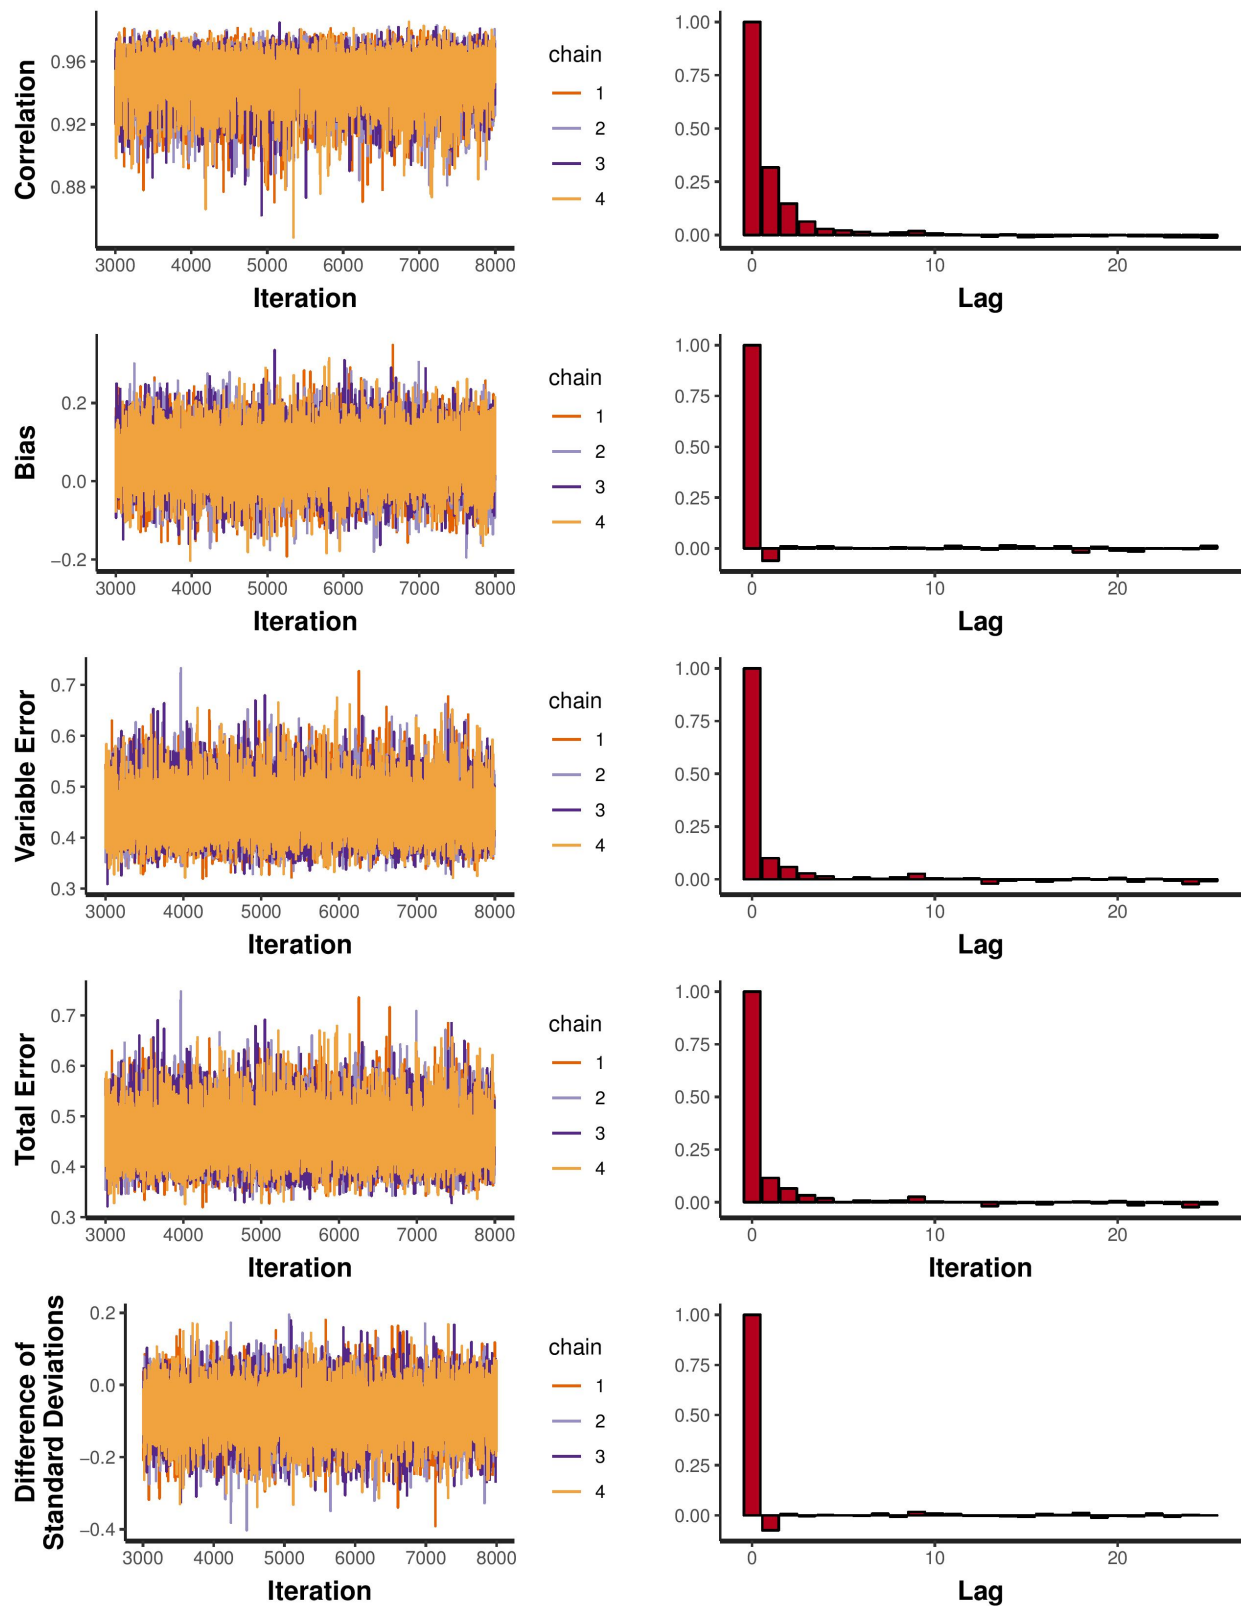 Correlation
0.96
0.92
0.88
3000 4000 5000 6000 7000 8000
Iteration
chain
1
2
3
4
1.00
0.75
0.50
0.25
0.00
0 10 20
Lag
Bias
0.2
0.0
−0.2
3000 4000 5000 6000 7000 8000
Iteration
chain
1
2
3
4
1.00
0.75
0.50
0.25
0.00
0 10 20
Lag
Variable Error
0.7
0.6
0.5
0.4
0.3
3000 4000 5000 6000 7000 8000
Iteration
chain
1
2
3
4
1.00
0.75
0.50
0.25
0.00
0 10 20
Lag
Total Error
0.7
0.6
0.5
0.4
0.3
3000 4000 5000 6000 7000 8000
Iteration
chain
1
2
3
4
1.00
0.75
0.50
0.25
0.00
0 10 20
Iteration
Difference of
Standard Deviations
0.2
0.0
−0.2
−0.4
3000 4000 5000 6000 7000 8000
Iteration
chain
1
2
3
4
1.00
0.75
0.50
0.25
0.00
0 10 20
Lag